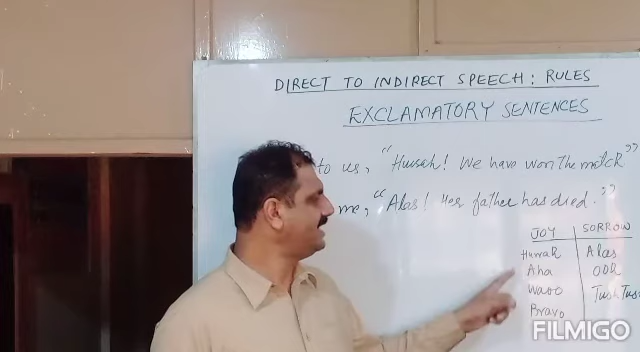 DIRECT TO INDIRECT SPEECH: RULES
EXCLAMATORY SENTENCES
to us, "Hurrah! We have won the match"
me, "Alas! Her father has died."
JOY SORROW
Hurrah Alas
Aha OOh
Waoo Tush Tush
Bravo
FILMIGO